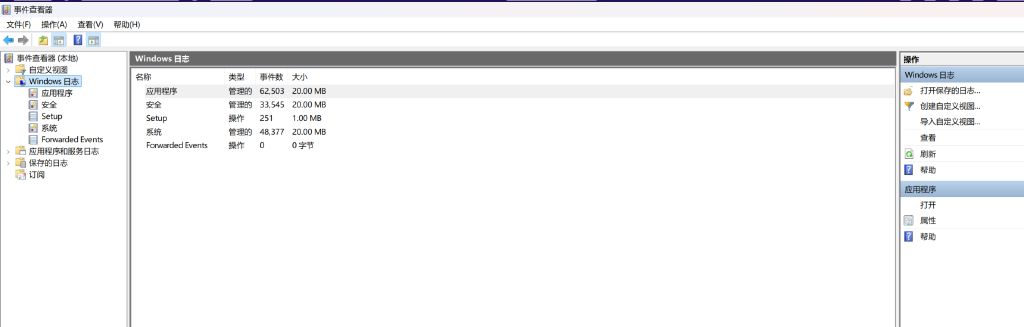 事件查看器
文件(F) 操作(A) 查看(V) 帮助(H)
事件查看器 (本地)
自定义视图
Windows 日志
应用程序
安全
Setup
系统
Forwarded Events
应用程序和服务日志
保存的日志
订阅
Windows 日志
名称 类型 事件数 大小
应用程序 管理的 62,503 20.00 MB
安全 管理的 33,545 20.00 MB
Setup 操作 251 1.00 MB
系统 管理的 48,377 20.00 MB
Forwarded Events 操作 0 0 字节
操作
Windows 日志
打开保存的日志...
创建自定义视图...
导入自定义视图...
查看
刷新
帮助
应用程序
打开
属性
帮助